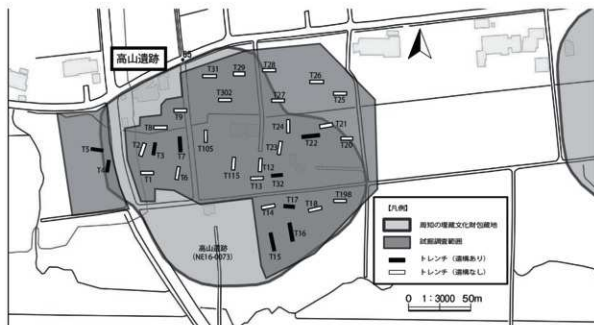 高山遺跡
95
T31
T29
T28
T26
T25
T302
T27
T9
T8
T24
T21
T22
T20
T5
T2
T3
T7
T105
T23
T4
T1
T6
T115
T12
T13
T32
T198
T14
T17
T18
T16
T15
高山遺跡
(NE16-0073)
【凡例】
周知の埋蔵文化財包蔵地
試掘調査範囲
トレンチ（遺構あり）
トレンチ（遺構なし）
0 1：3000 50m